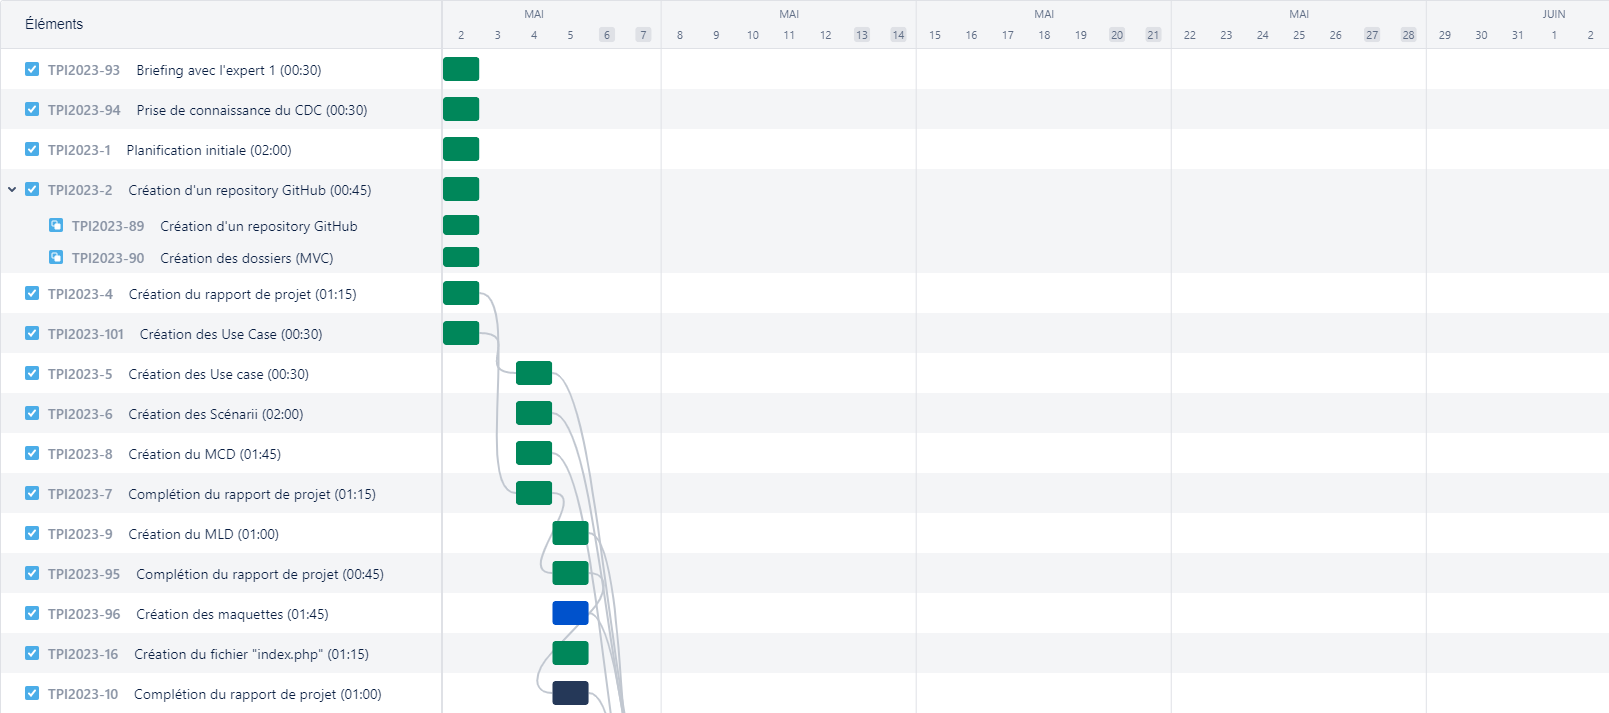 Éléments
MAI MAI MAI MAI JUIN
2 3 4 5 6 7 8 9 10 11 12 13 14 15 16 17 18 19 20 21 22 23 24 25 26 27 28 29 30 31 1 2
TPI2023-93 Briefing avec l'expert 1 (00:30)
TPI2023-94 Prise de connaissance du CDC (00:30)
TPI2023-1 Planification initiale (02:00)
TPI2023-2 Création d'un repository GitHub (00:45)
TPI2023-89 Création d'un repository GitHub
TPI2023-90 Création des dossiers (MVC)
TPI2023-4 Création du rapport de projet (01:15)
TPI2023-101 Création des Use Case (00:30)
TPI2023-5 Création des Use case (00:30)
TPI2023-6 Création des Scénarii (02:00)
TPI2023-8 Création du MCD (01:45)
TPI2023-7 Complétion du rapport de projet (01:15)
TPI2023-9 Création du MLD (01:00)
TPI2023-95 Complétion du rapport de projet (00:45)
TPI2023-96 Création des maquettes (01:45)
TPI2023-16 Création du fichier "index.php" (01:15)
TPI2023-10 Complétion du rapport de projet (01:00)